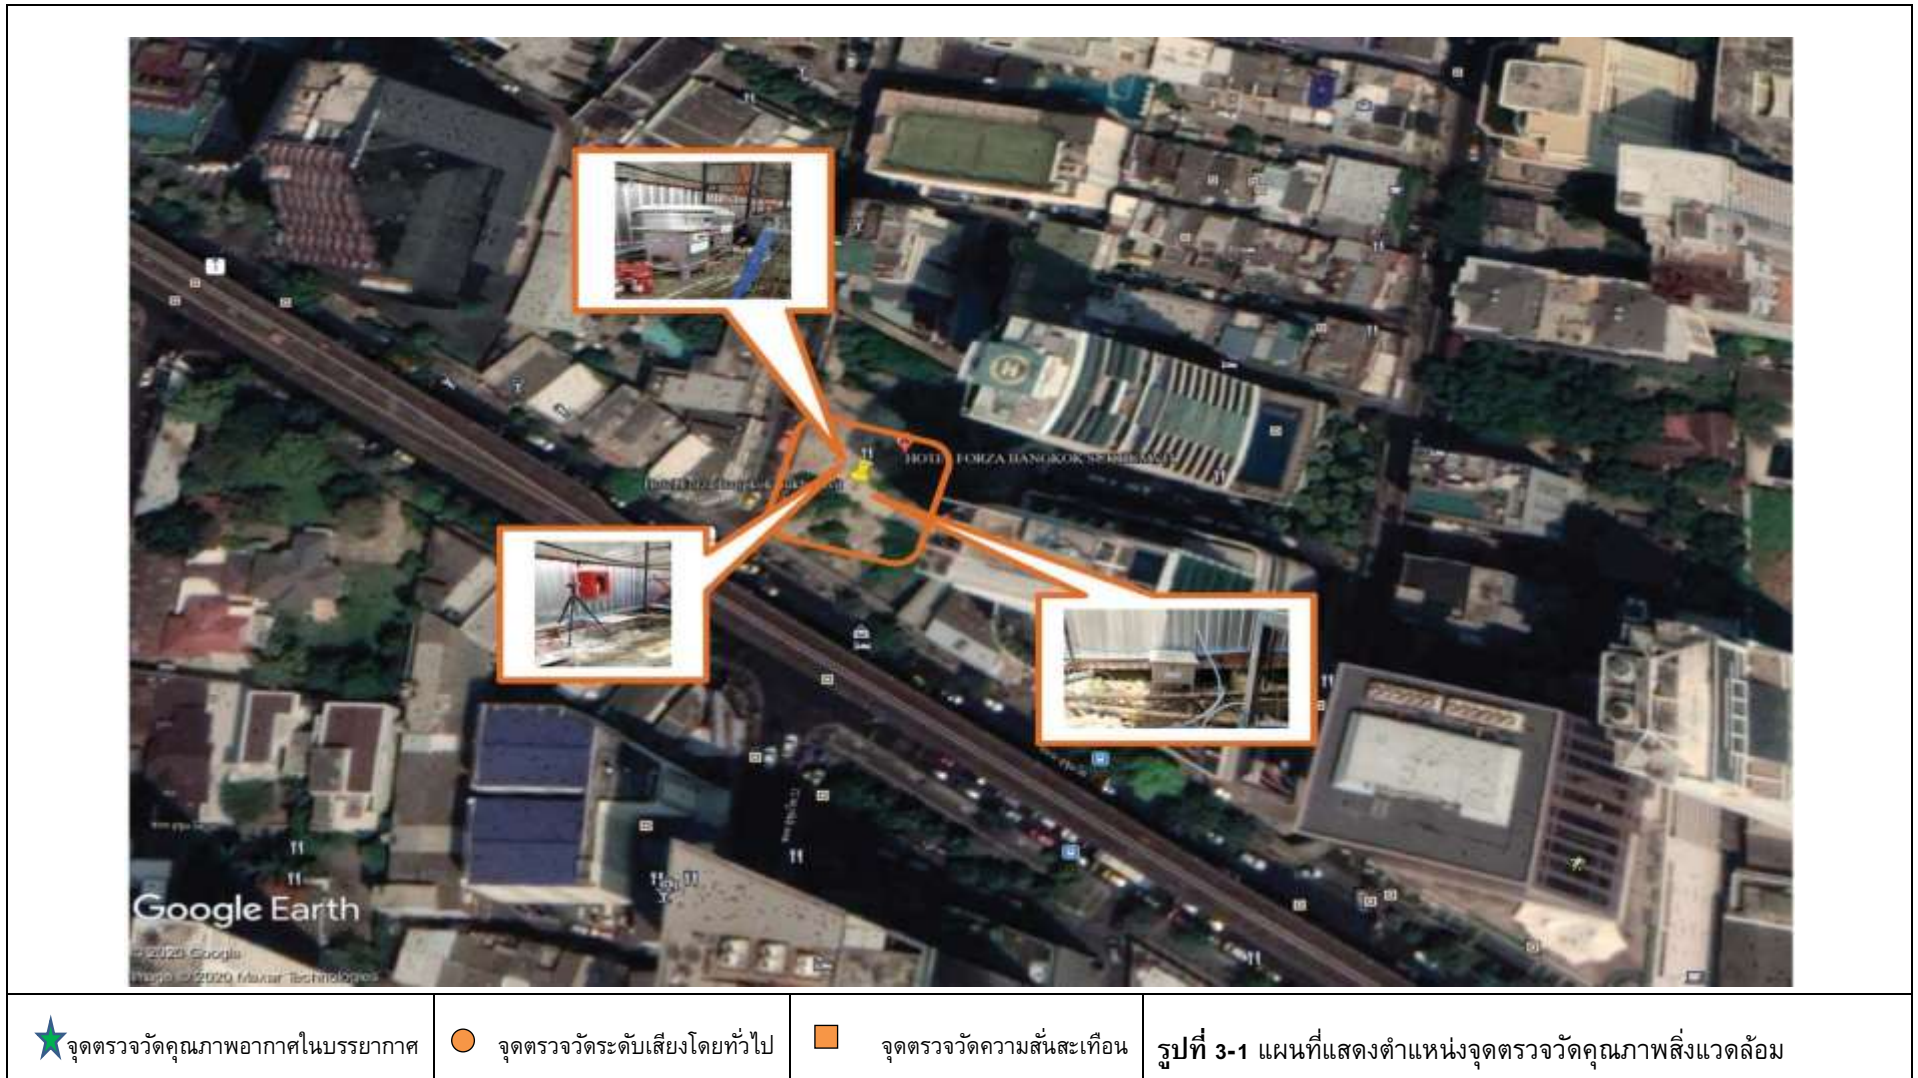 HOTEL FORZA BANGKOK
Google Earth
© 2020 Google
Image © 2020 Maxar Technologies
จุดตรวจวัดคุณภาพอากาศในบรรยากาศ
จุดตรวจวัดระดับเสียงโดยทั่วไป
จุดตรวจวัดความสั่นสะเทือน
รูปที่ 3-1 แผนที่แสดงตำแหน่งจุดตรวจวัดคุณภาพสิ่งแวดล้อม